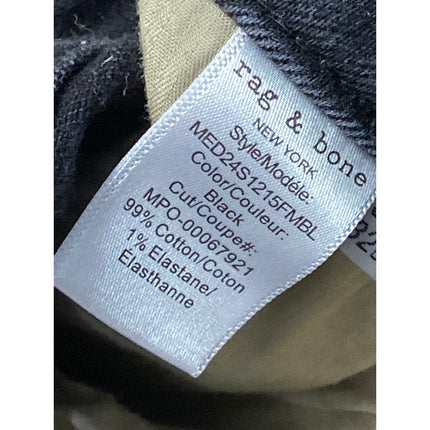 rag & bone
NEW YORK
Style/Modèle:
MED24S1215FMBL
Color/Couleur:
Black
Cut/Coupe#:
MPO-00067921
99% Cotton/Coton
1% Elastane/
Élasthanne